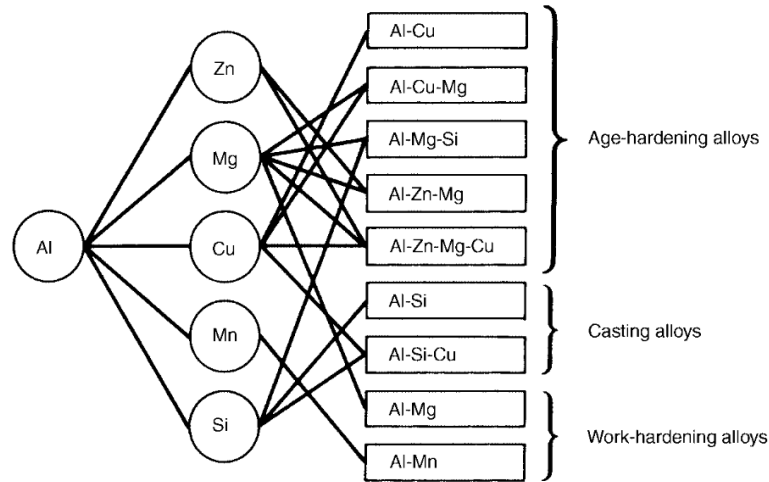 Al
Zn
Mg
Cu
Mn
Si
Al-Cu
Al-Cu-Mg
Al-Mg-Si
Al-Zn-Mg
Al-Zn-Mg-Cu
Al-Si
Al-Si-Cu
Al-Mg
Al-Mn
Age-hardening alloys
Casting alloys
Work-hardening alloys